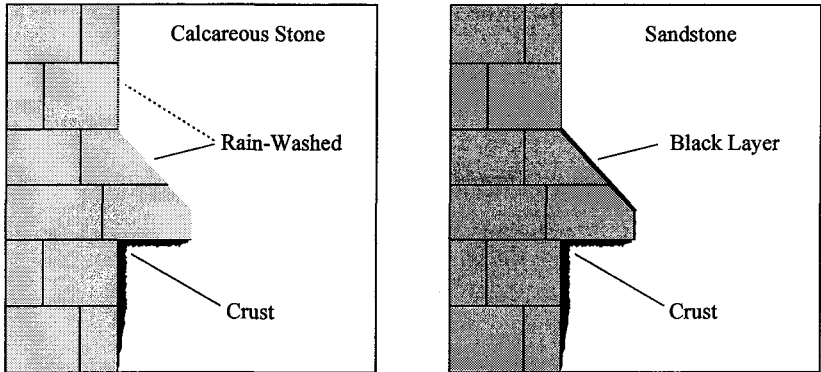 Calcareous Stone
Rain-Washed
Crust
Sandstone
Black Layer
Crust